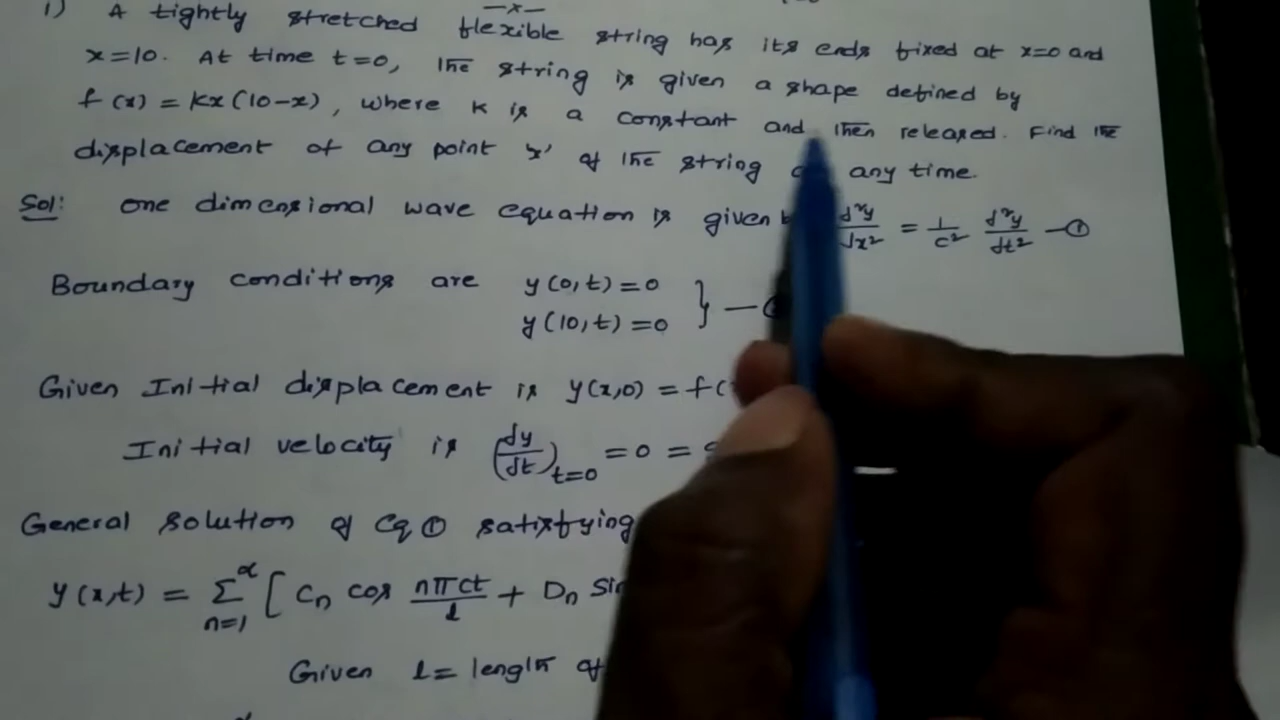 1) A tightly stretched flexible string has its ends fixed at x=0 and
x=10. At time t=0, the string is given a shape defined by
f(x) = kx(10-x), where k is a constant and then released. Find the
displacement of any point 'x' of the string any time.
Sol: One dimensional wave equation is given d²y/dx² = 1/c² d²y/dt² —①
Boundary conditions are y(0,t)=0
y(10,t)=0 } —
Given Initial displacement is y(x,0) = f(
Initial velocity is (dy/dt)t=0 = 0 =
General solution of Eq ① satisfying
y(x,t) = Σ n=1 ∝ [ Cn cos nπct/l + Dn Sin
Given l = length of